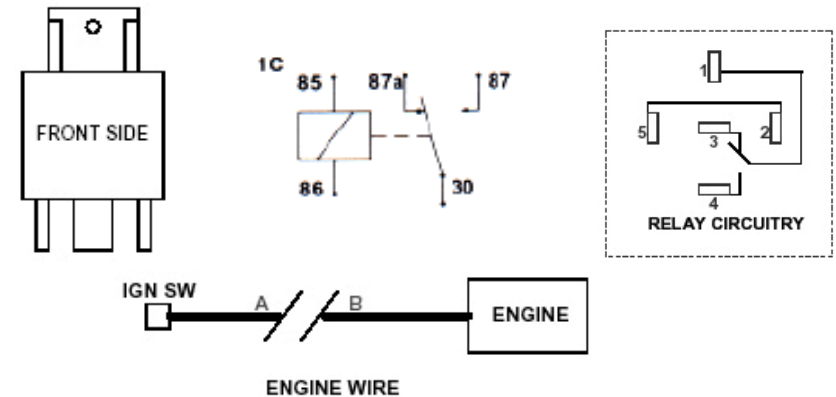 FRONT SIDE
1C
85
87a
87
86
30
1
5
3
2
4
RELAY CIRCUITRY
IGN SW
A
B
ENGINE
ENGINE WIRE